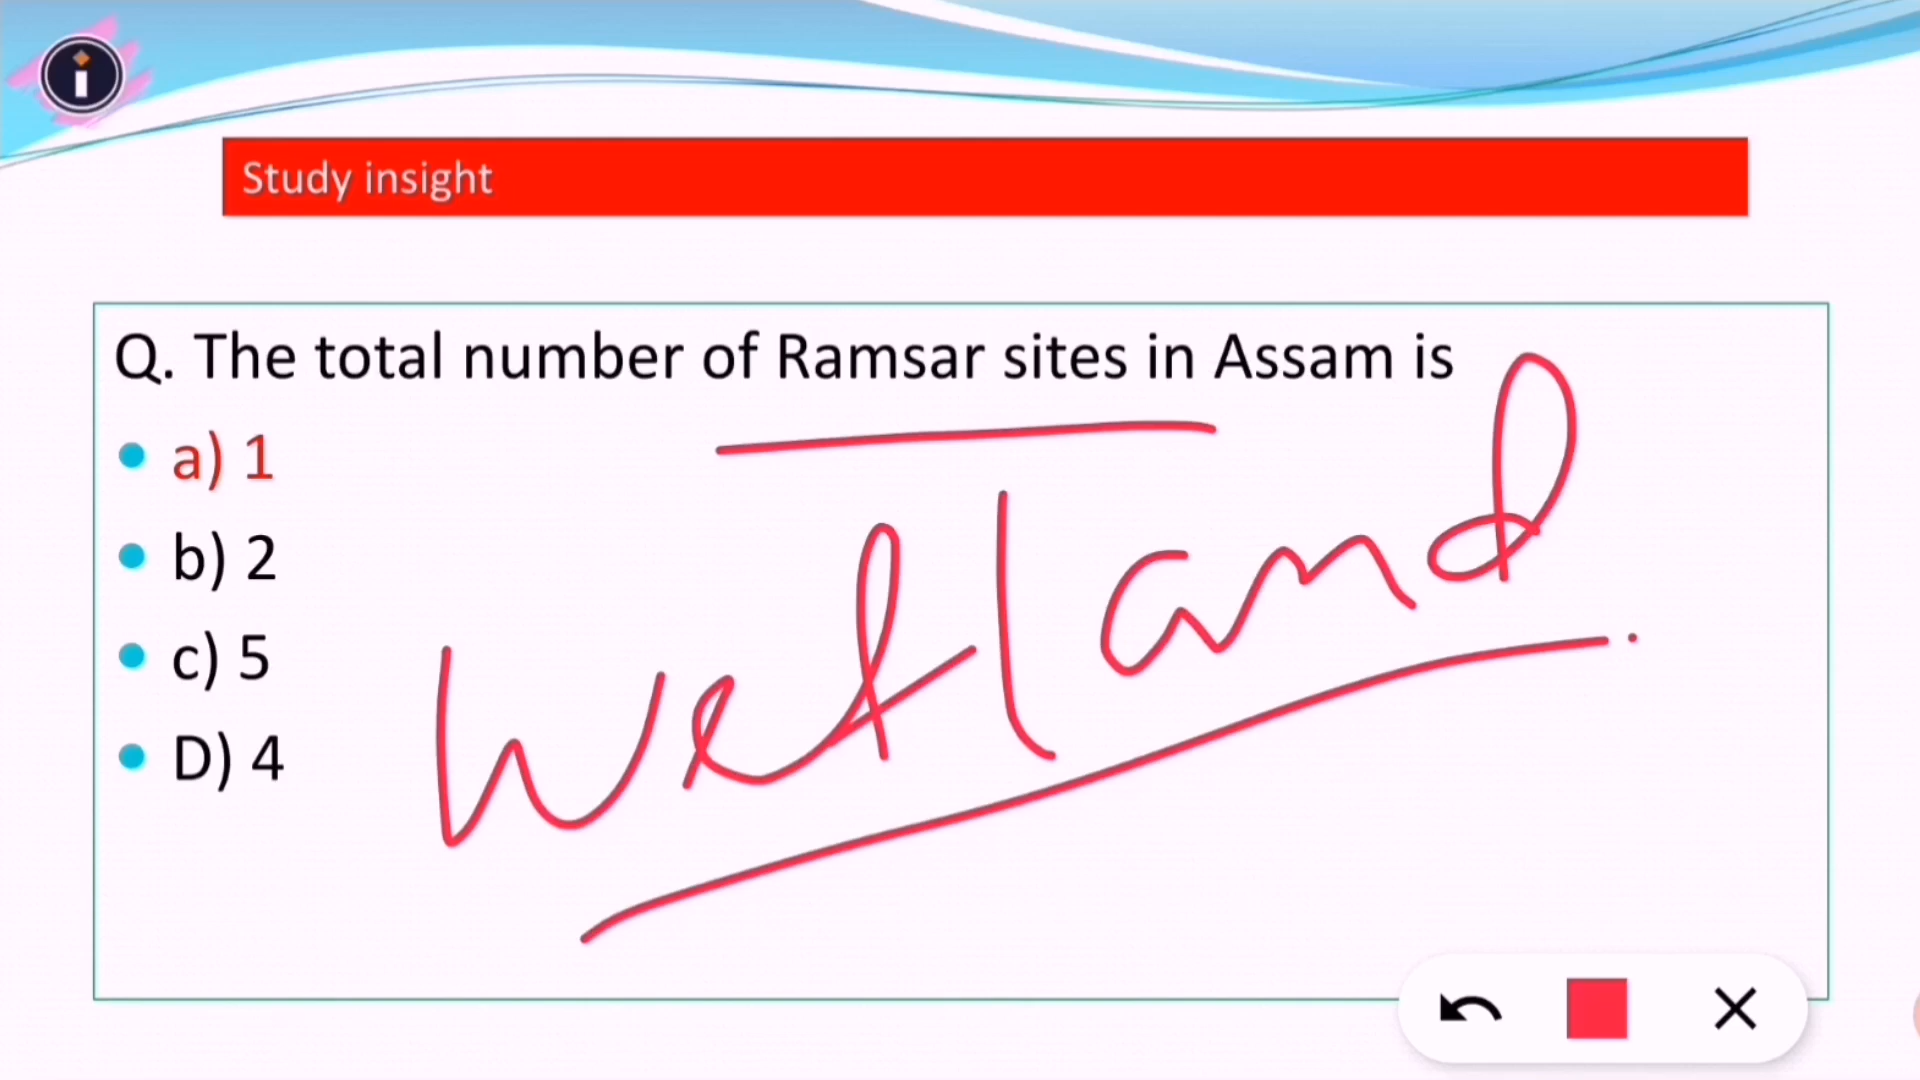 i
Study insight
Q. The total number of Ramsar sites in Assam is
a) 1
b) 2
c) 5
D) 4
Wetland.